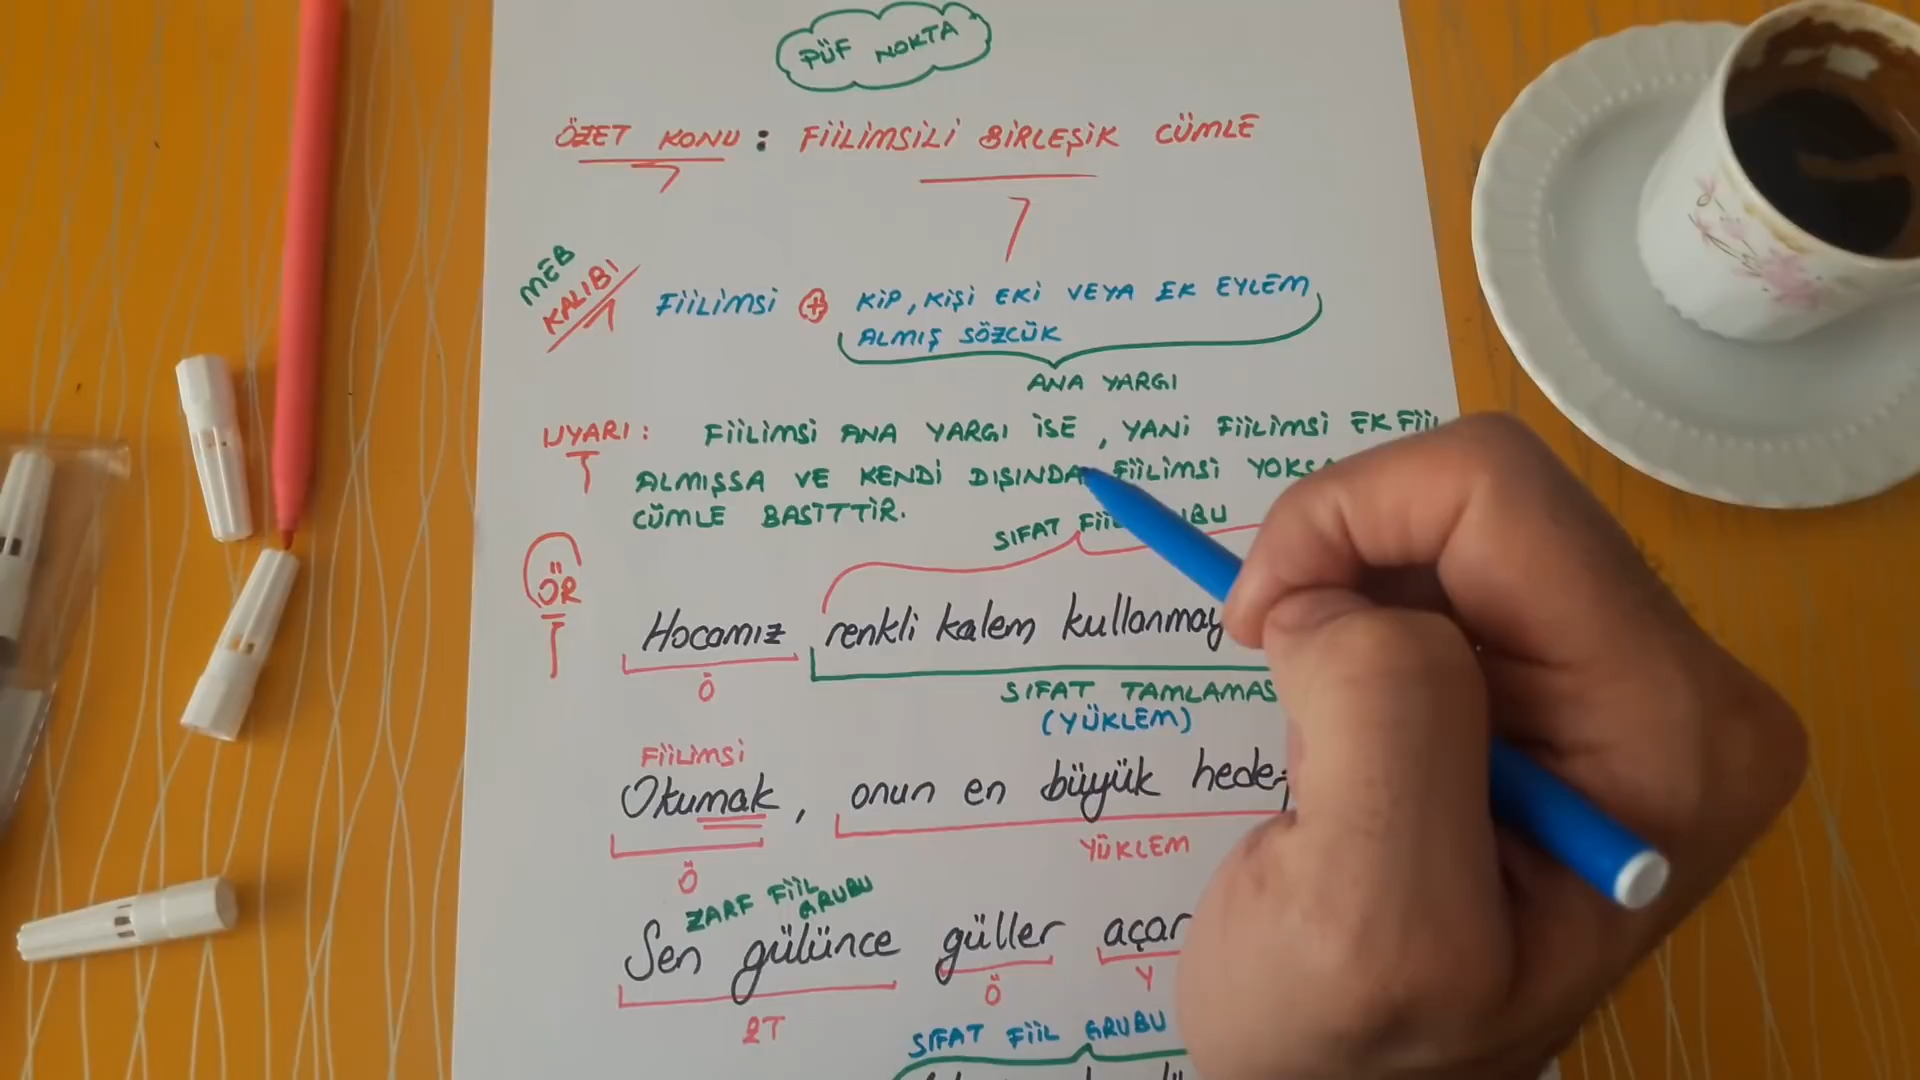 PÜF NOKTA
ÖZET KONU : FİİLİMSİLİ BİRLEŞİK CÜMLE
MEB
KALIBI
FİİLİMSİ + KİP, KİŞİ EKİ VEYA EK EYLEM
ALMIŞ SÖZCÜK
ANA YARGI
UYARI : FİİLİMSİ ANA YARGI İSE, YANİ FİİLİMSİ EK FİİL
ALMIŞSA VE KENDİ DIŞINDA FİİLİMSİ
CÜMLE BASİTTİR.
SIFAT
ÖR
Hocamız renkli kalem
Ö
SIFAT
(YÜKLEM)
FİİLİMSİ
Okumak, onun en büyük
Ö
YÜKLEM
ZARF FİİL
GRUBU
Sen gülünce güller açar
ZT
Ö
Y
SIFAT FİİL GRUBU